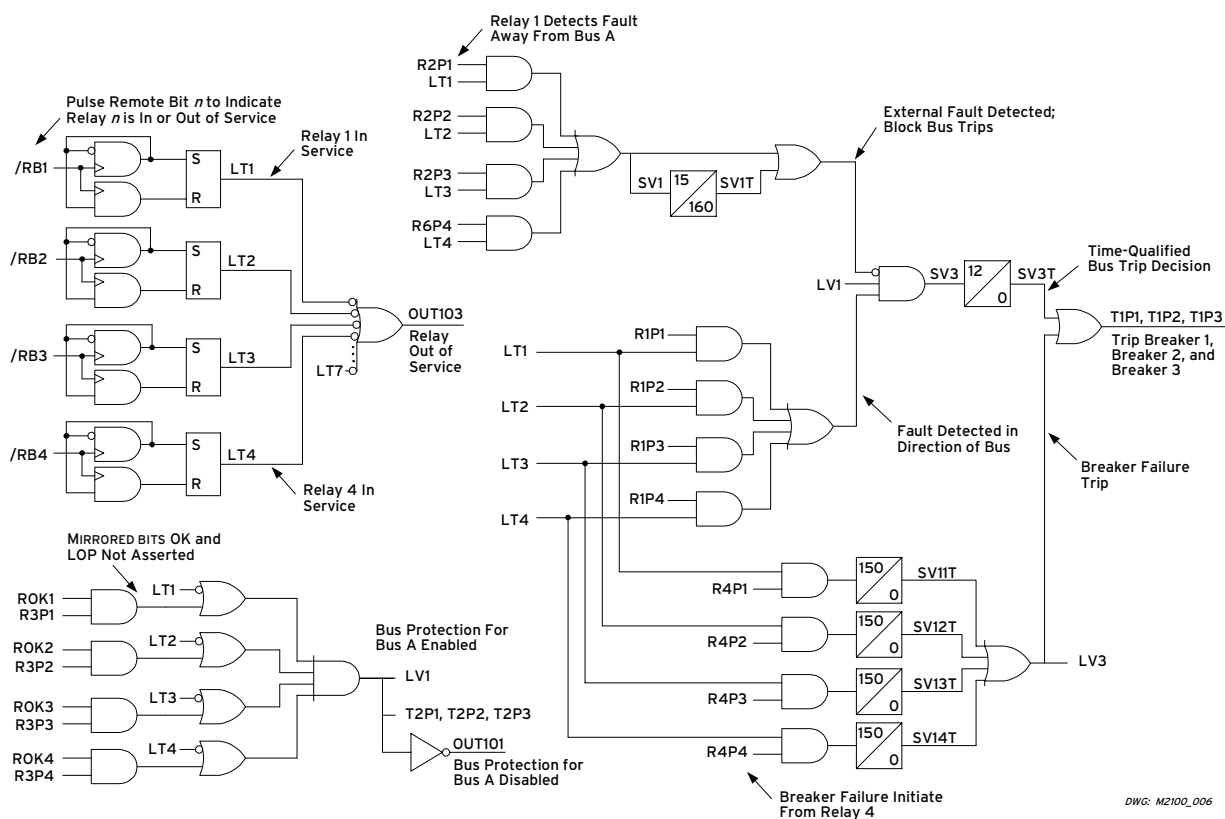 Relay 1 Detects Fault
Away From Bus A
R2P1
LT1
R2P2
LT2
R2P3
LT3
R6P4
LT4
SV1
15
160
SV1T
External Fault Detected;
Block Bus Trips
Pulse Remote Bit n to Indicate
Relay n is In or Out of Service
/RB1
S
R
LT1
Relay 1 In
Service
/RB2
S
R
LT2
/RB3
S
R
LT3
/RB4
S
R
LT4
Relay 4 In
Service
LT7
OUT103
Relay
Out of
Service
LV1
SV3
12
0
SV3T
Time-Qualified
Bus Trip Decision
T1P1, T1P2, T1P3
Trip Breaker 1,
Breaker 2, and
Breaker 3
LT1
R1P1
LT2
R1P2
LT3
R1P3
LT4
R1P4
Fault Detected in
Direction of Bus
Breaker Failure
Trip
R4P1
150
0
SV11T
R4P2
150
0
SV12T
R4P3
150
0
SV13T
R4P4
150
0
SV14T
LV3
Breaker Failure Initiate
From Relay 4
MIRRORED BITS OK and
LOP Not Asserted
ROK1
R3P1
LT1
ROK2
R3P2
LT2
ROK3
R3P3
LT3
ROK4
R3P4
LT4
Bus Protection For
Bus A Enabled
LV1
T2P1, T2P2, T2P3
OUT101
Bus Protection for
Bus A Disabled
DWG: M2100_006